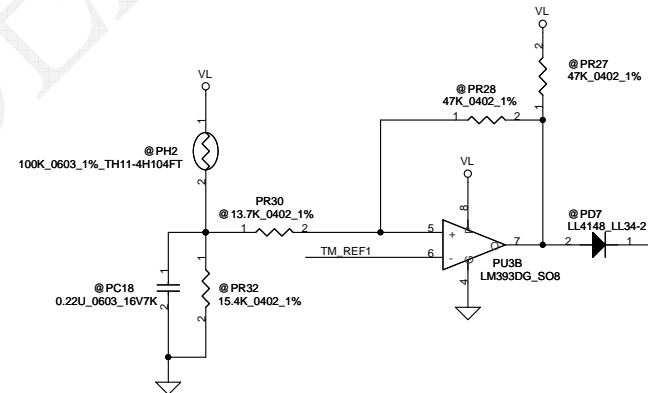 VL
@PR27
47K_0402_1%
2
1
@PR28
47K_0402_1%
1 2
VL
1
@PH2
100K_0603_1%_TH11-4H104FT
2
VL
8
PR30
@13.7K_0402_1%
1 2
5
+
TM_REF1
6
-
P
O
G
7
PU3B
LM393DG_SO8
4
@PD7
LL4148_LL34-2
2 1
@PC18
0.22U_0603_16V7K
1
2
@PR32
15.4K_0402_1%
1
2